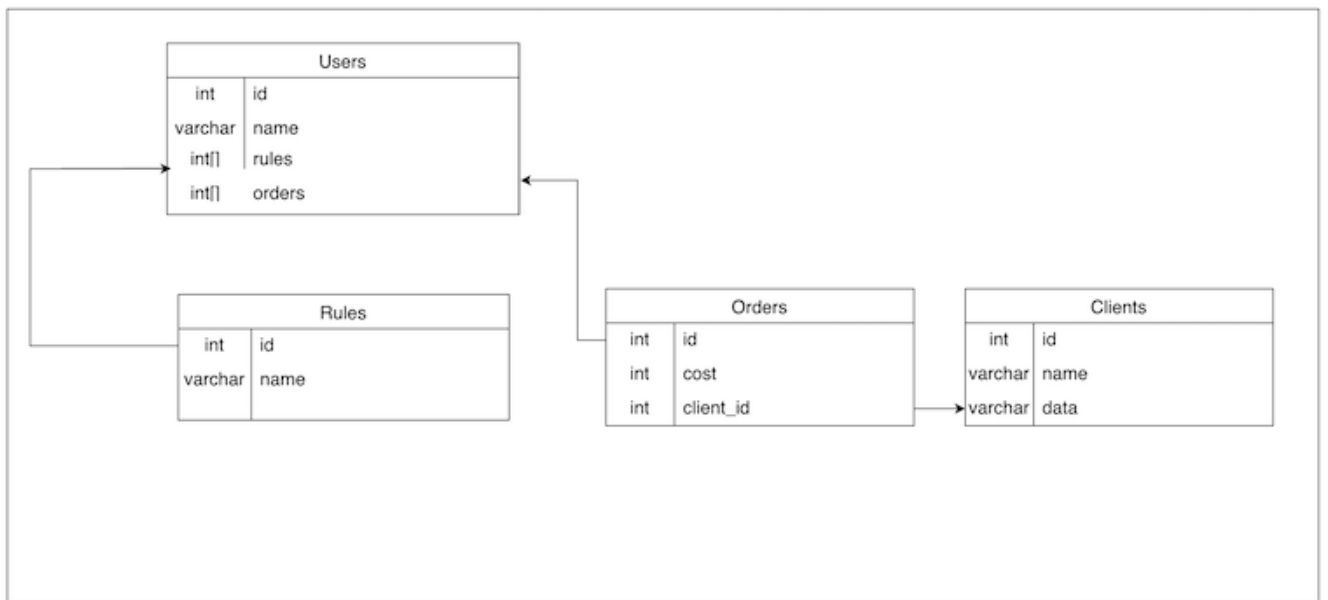 Users
int id
varchar name
int[] rules
int[] orders
Rules
int id
varchar name
Orders
int id
int cost
int client_id
Clients
int id
varchar name
varchar data